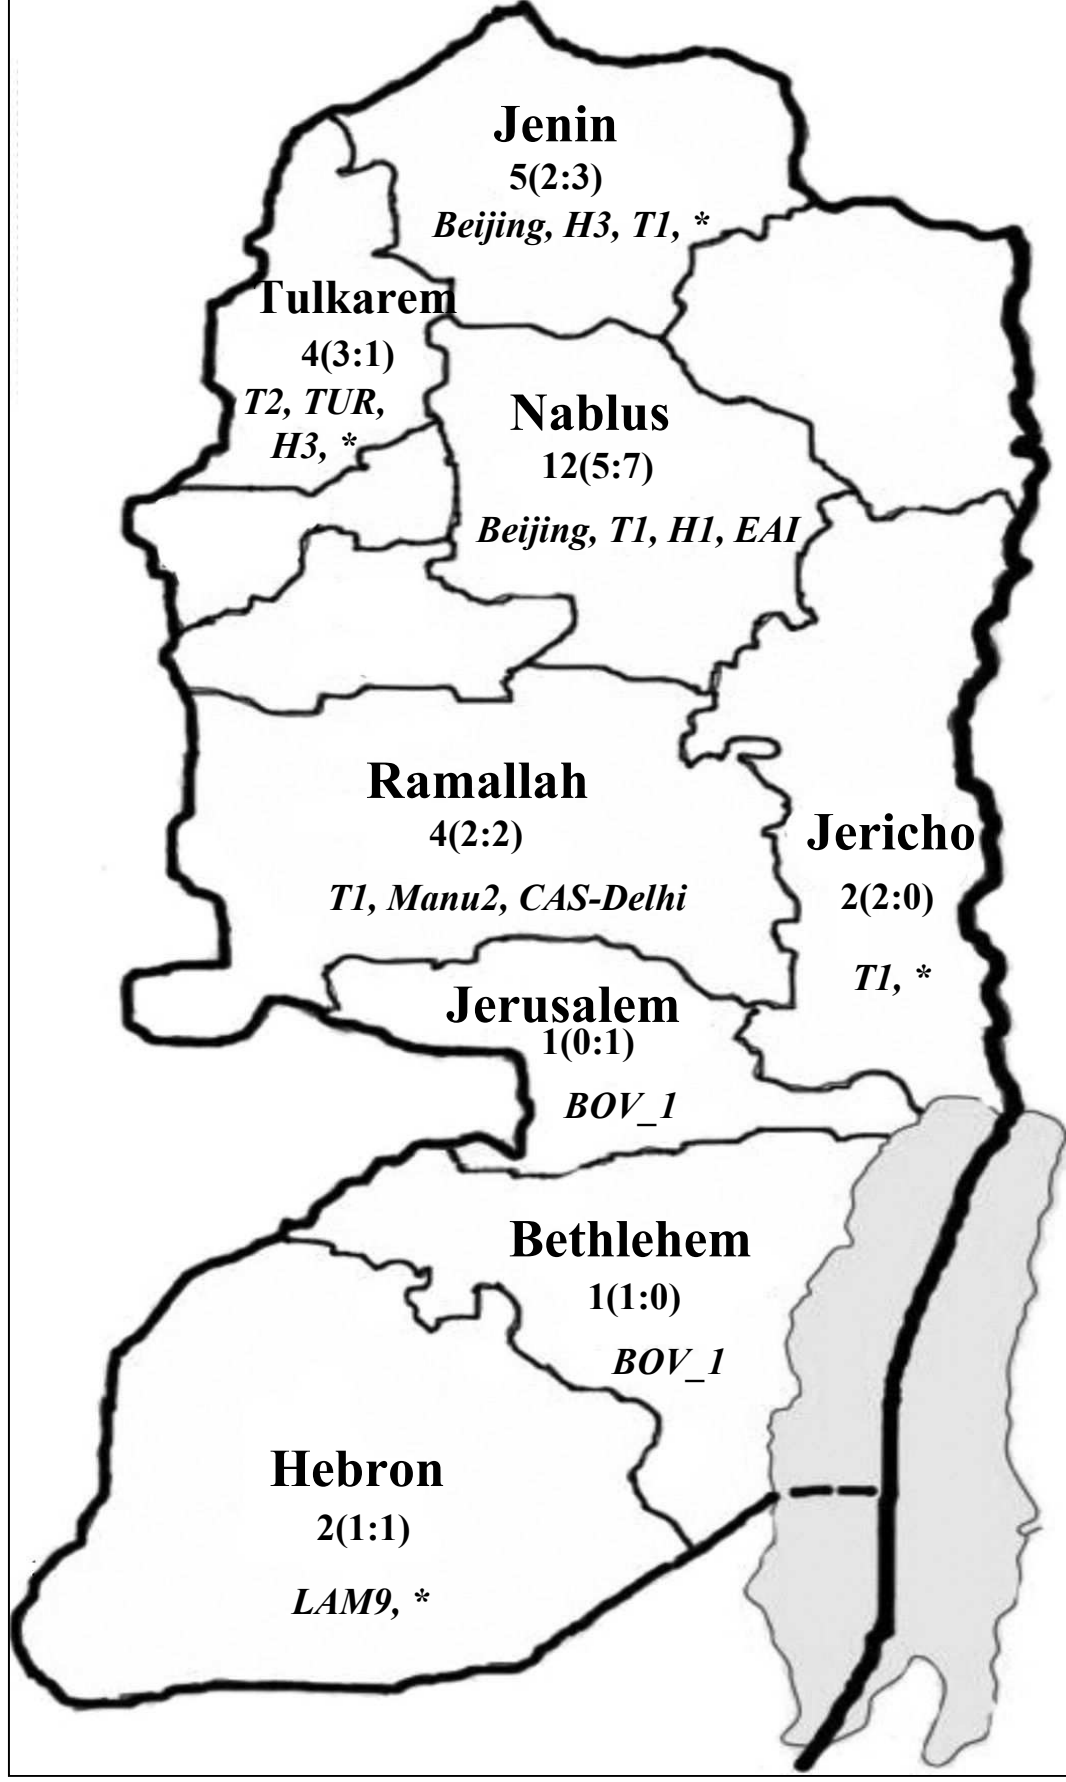 Jenin
5(2:3)
Beijing, H3, T1, *
Tulkarem
4(3:1)
T2, TUR,
H3, *
Nablus
12(5:7)
Beijing, T1, H1, EAI
Ramallah
4(2:2)
T1, Manu2, CAS-Delhi
Jericho
2(2:0)
T1, *
Jerusalem
1(0:1)
BOV_1
Bethlehem
1(1:0)
BOV_1
Hebron
2(1:1)
LAM9, *